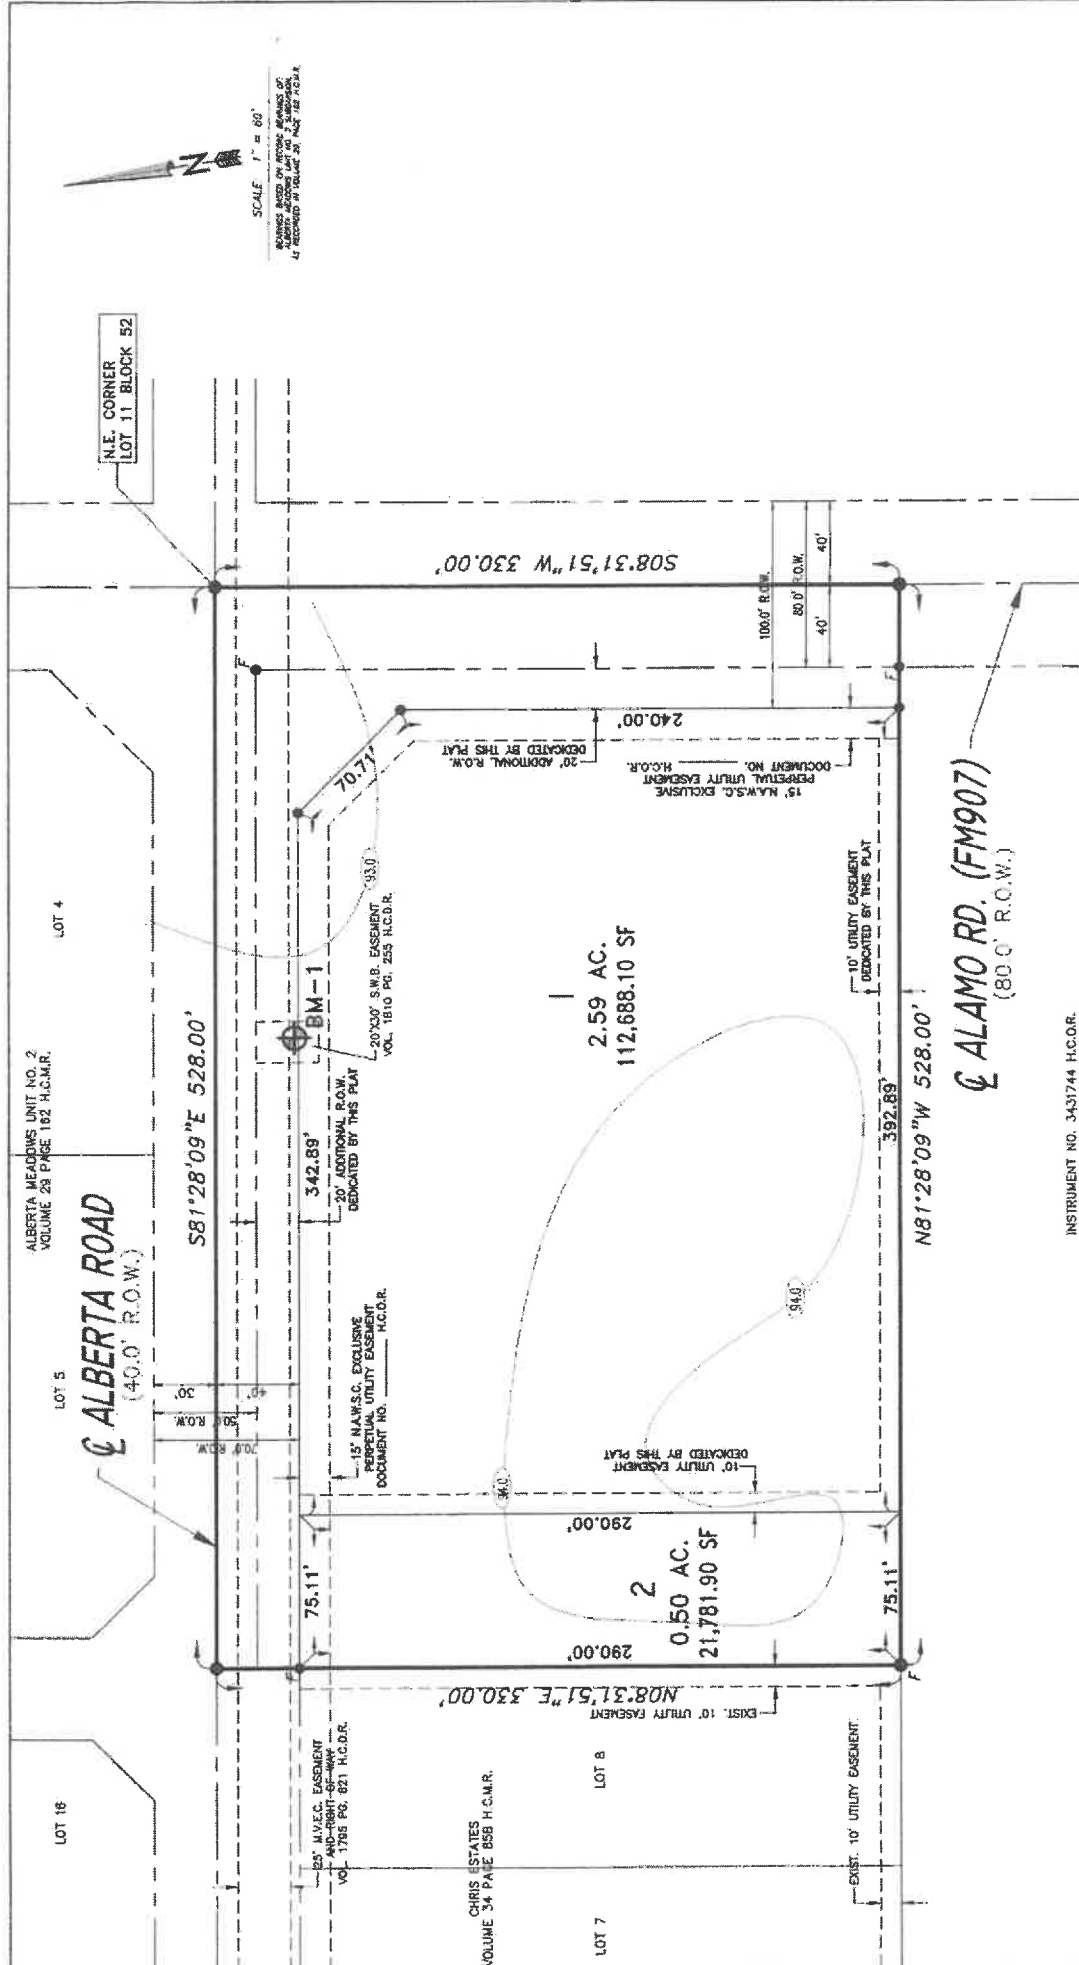 SCALE 1" = 60'
BEARINGS BASED ON RECORD BEARINGS OF:
ALBERTA MEADOWS UNIT NO. 2 SUBDIVISION,
AS RECORDED IN VOLUME 29, PAGE 162 H.C.M.R.
N
N.E. CORNER
LOT 11 BLOCK 52
LOT 4
ALBERTA MEADOWS UNIT NO. 2
VOLUME 29 PAGE 162 H.C.M.R.
LOT 5
LOT 16
℄ ALBERTA ROAD
(40.0' R.O.W.)
S81°28'09"E 528.00'
30'
40'
R.O.W.
70.0' R.O.W.
S08°31'51"W 330.00'
100.0' R.O.W.
80.0' R.O.W.
40'
40'
F
F
240.00'
70.71'
20' ADDITIONAL R.O.W.
DEDICATED BY THIS PLAT
15' N.A.W.S.C. EXCLUSIVE
PERPETUAL UTILITY EASEMENT
DOCUMENT NO. ______ H.C.O.R.
93.0
BM-1
20'X30' S.W.B. EASEMENT
VOL. 1810 PG. 255 H.C.D.R.
342.89'
20' ADDITIONAL R.O.W.
DEDICATED BY THIS PLAT
1
2.59 AC.
112,688.10 SF
10' UTILITY EASEMENT
DEDICATED BY THIS PLAT
392.89'
N81°28'09"W 528.00'
℄ ALAMO RD. (FM907)
(80.0' R.O.W.)
INSTRUMENT NO. 3431744 H.C.O.R.
15' N.A.W.S.C. EXCLUSIVE
PERPETUAL UTILITY EASEMENT
DOCUMENT NO. ______ H.C.O.R.
94.0
94.0
10' UTILITY EASEMENT
DEDICATED BY THIS PLAT
290.00'
75.11'
2
0.50 AC.
21,781.90 SF
75.11'
290.00'
F
N08°31'51"E 330.00'
EXIST. 10' UTILITY EASEMENT
25' M.V.E.C. EASEMENT
AND RIGHT-OF-WAY
VOL. 1795 PG. 621 H.C.D.R.
CHRIS ESTATES
VOLUME 34 PAGE 85B H.C.M.R.
LOT 8
LOT 7
EXIST. 10' UTILITY EASEMENT